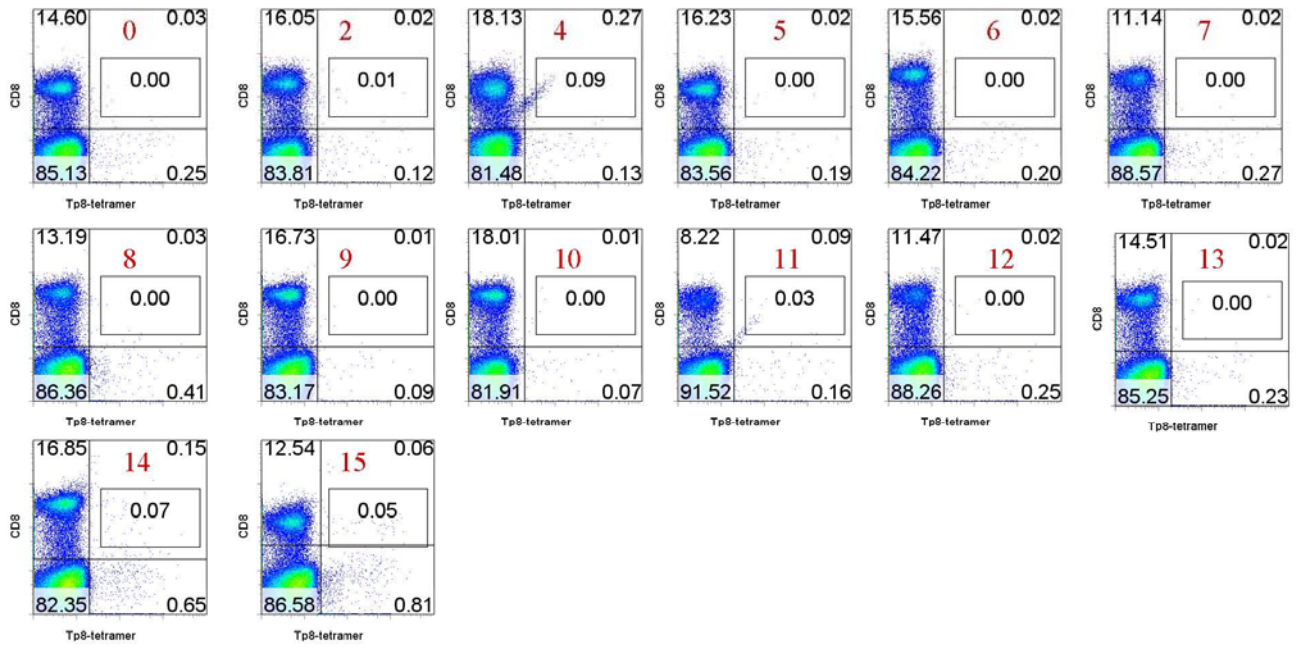 14.60 0.03 16.05 0.02 18.13 0.27 16.23 0.02 15.56 0.02 11.14 0.02
0 2 4 5 6 7
0.00 0.01 0.09 0.00 0.00 0.00
CD8 CD8 CD8 CD8 CD8 CD8
85.13 0.25 83.81 0.12 81.48 0.13 83.56 0.19 84.22 0.20 88.57 0.27
Tp8-tetramer Tp8-tetramer Tp8-tetramer Tp8-tetramer Tp8-tetramer Tp8-tetramer
13.19 0.03 16.73 0.01 18.01 0.01 8.22 0.09 11.47 0.02 14.51 0.02
8 9 10 11 12 13
0.00 0.00 0.00 0.03 0.00 0.00
CD8 CD8 CD8 CD8 CD8 CD8
86.36 0.41 83.17 0.09 81.91 0.07 91.52 0.16 88.26 0.25 85.25 0.23
Tp8-tetramer Tp8-tetramer Tp8-tetramer Tp8-tetramer Tp8-tetramer Tp8-tetramer
16.85 0.15 12.54 0.06
14 15
0.07 0.05
CD8 CD8
82.35 0.65 86.58 0.81
Tp8-tetramer Tp8-tetramer